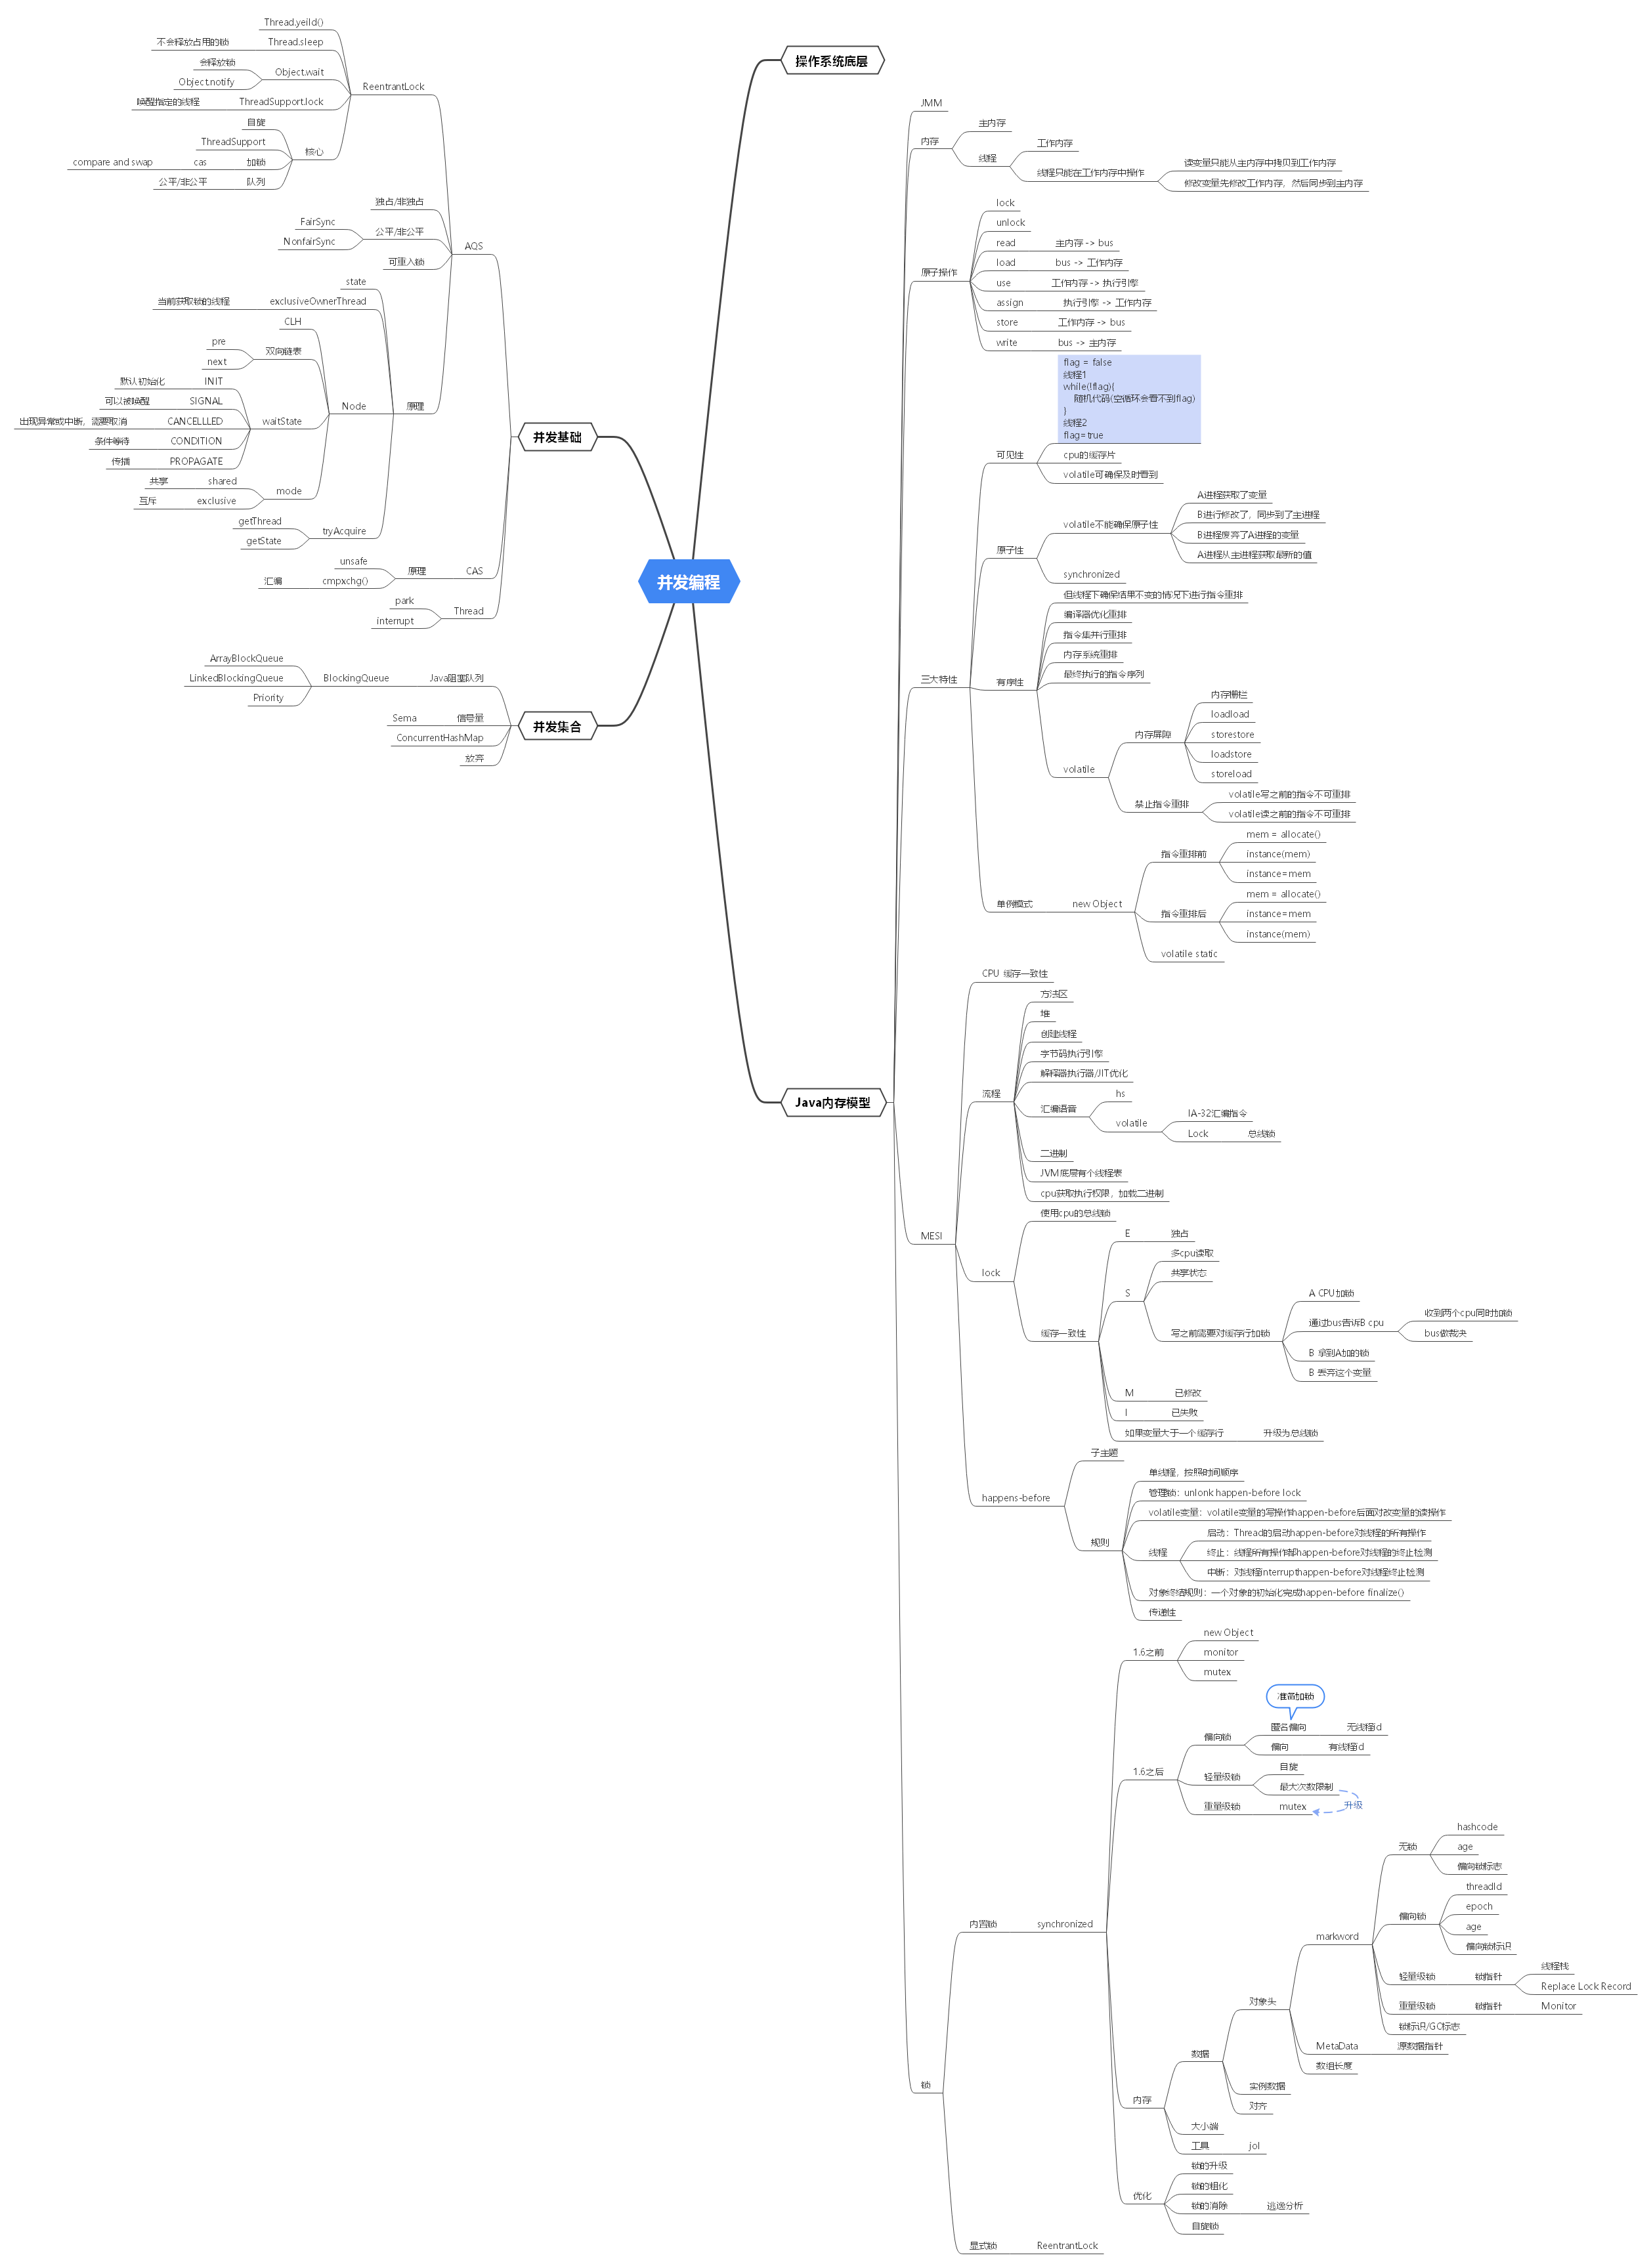 并发编程
操作系统底层
Java内存模型
JMM
内存
主内存
线程
工作内存
线程只能在工作内存中操作
读变量只能从主内存中拷贝到工作内存
修改变量先修改工作内存，然后同步到主内存
原子操作
lock
unlock
read
主内存 -> bus
load
bus -> 工作内存
use
工作内存 -> 执行引擎
assign
执行引擎 -> 工作内存
store
工作内存 -> bus
write
bus -> 主内存
三大特性
可见性
flag = false
线程1
while(!flag){
随机代码(空循环会看不到flag)
}
线程2
flag=true
cpu的缓存片
volatile可确保及时看到
原子性
volatile不能确保原子性
A进程获取了变量
B进行修改了，同步到了主进程
B进程废弃了A进程的变量
A进程从主进程获取最新的值
synchronized
有序性
但线程下确保结果不变的情况下进行指令重排
编译器优化重排
指令集并行重排
内存系统重排
最终执行的指令序列
volatile
内存屏障
内存栅栏
loadload
storestore
loadstore
storeload
禁止指令重排
volatile写之前的指令不可重排
volatile读之前的指令不可重排
单例模式
new Object
指令重排前
mem = allocate()
instance(mem)
instance=mem
指令重排后
mem = allocate()
instance=mem
instance(mem)
volatile static
MESI
CPU 缓存一致性
流程
方法区
堆
创建线程
字节码执行引擎
解释器执行器/JIT优化
汇编语音
hs
volatile
IA-32汇编指令
Lock
总线锁
二进制
JVM底层有个线程表
cpu获取执行权限，加载二进制
lock
使用cpu的总线锁
缓存一致性
E
独占
S
多cpu读取
共享状态
写之前需要对缓存行加锁
A CPU加锁
通过bus告诉B cpu
收到两个cpu同时加锁
bus做裁决
B 拿到A加的锁
B 丢弃这个变量
M
已修改
I
已失败
如果变量大于一个缓存行
升级为总线锁
happens-before
子主题
规则
单线程，按照时间顺序
管理锁：unlonk happen-before lock
volatile变量：volatile变量的写操作happen-before后面对改变量的读操作
线程
启动：Thread的启动happen-before对线程的所有操作
终止：线程所有操作都happen-before对线程的终止检测
中断：对线程interrupthappen-before对线程终止检测
对象终结规则：一个对象的初始化完成happen-before finalize()
传递性
锁
内置锁
synchronized
1.6之前
new Object
monitor
mutex
1.6之后
偏向锁
准备加锁
匿名偏向
无线程id
偏向
有线程id
轻量级锁
自旋
最大次数限制
升级
重量级锁
mutex
内存
数据
对象头
markword
无锁
hashcode
age
偏向锁标志
偏向锁
threadId
epoch
age
偏向锁标识
轻量级锁
锁指针
线程栈
Replace Lock Record
重量级锁
锁指针
Monitor
锁标识/GC标志
MetaData
源数据指针
数组长度
实例数据
对齐
大小端
工具
jol
优化
锁的升级
锁的粗化
锁的消除
逃逸分析
自旋锁
显式锁
ReentrantLock
并发基础
AQS
ReentrantLock
Thread.yeild()
Thread.sleep
不会释放占用的锁
Object.wait
会释放锁
Object.notify
ThreadSupport.lock
唤醒指定的线程
核心
自旋
ThreadSupport
加锁
cas
compare and swap
队列
公平/非公平
独占/非独占
公平/非公平
FairSync
NonfairSync
可重入锁
原理
state
exclusiveOwnerThread
当前获取锁的线程
Node
CLH
双向链表
pre
next
waitState
INIT
默认初始化
SIGNAL
可以被唤醒
CANCELLLED
出现异常或中断，需要取消
CONDITION
条件等待
PROPAGATE
传播
mode
shared
共享
exclusive
互斥
tryAcquire
getThread
getState
CAS
原理
unsafe
cmpxchg()
汇编
Thread
park
interrupt
并发集合
Java阻塞队列
BlockingQueue
ArrayBlockQueue
LinkedBlockingQueue
Priority
信号量
Sema
ConcurrentHashMap
放弃